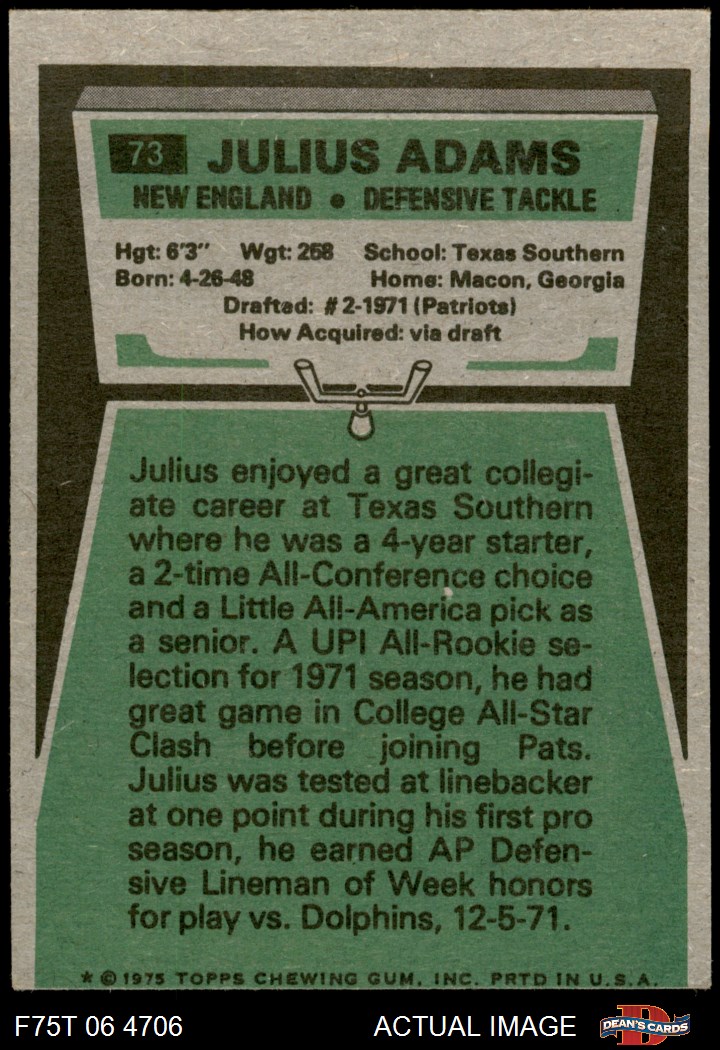 73 JULIUS ADAMS
NEW ENGLAND • DEFENSIVE TACKLE
Hgt: 6'3" Wgt: 268 School: Texas Southern
Born: 4-26-48 Home: Macon, Georgia
Drafted: #2-1971 (Patriots)
How Acquired: via draft
Julius enjoyed a great collegi-
ate career at Texas Southern
where he was a 4-year starter,
a 2-time All-Conference choice
and a Little All-America pick as
a senior. A UPI All-Rookie se-
lection for 1971 season, he had
great game in College All-Star
Clash before joining Pats.
Julius was tested at linebacker
at one point during his first pro
season, he earned AP Defen-
sive Lineman of Week honors
for play vs. Dolphins, 12-5-71.
* © 1975 TOPPS CHEWING GUM, INC. PRTD IN U.S.A.
F75T 06 4706 ACTUAL IMAGE D DEAN'S CARDS